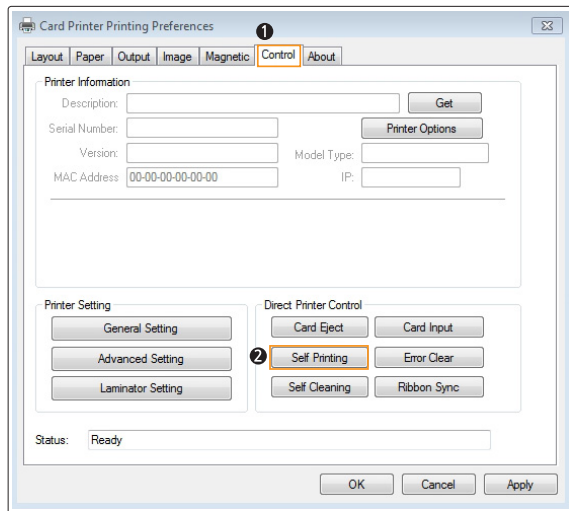 Card Printer Printing Preferences
❶
Layout Paper Output Image Magnetic Control About
Printer Information
Description: Get
Serial Number: Printer Options
Version: Model Type:
MAC Address 00-00-00-00-00-00 IP:
Printer Setting Direct Printer Control
General Setting Card Eject Card Input
Advanced Setting ❷ Self Printing Error Clear
Laminator Setting Self Cleaning Ribbon Sync
Status: Ready
OK Cancel Apply